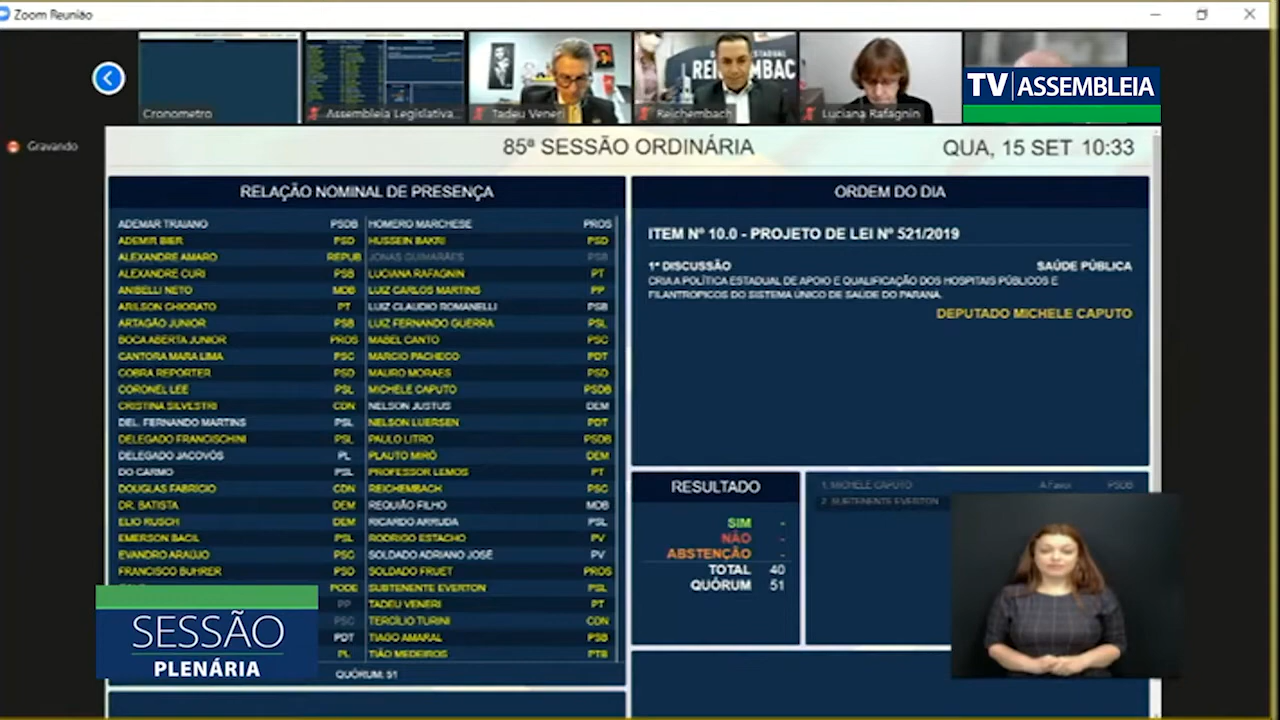 Zoom Reunião
Cronometro
Assembleia Legislativa...
Tadeu Veneri
Reichembach
Luciana Rafagnin
TV ASSEMBLEIA
Gravando
85ª SESSÃO ORDINÁRIA
QUA, 15 SET 10:33
RELAÇÃO NOMINAL DE PRESENÇA
ADEMAR TRAIANO PSDB HOMERO MARCHESE PROS
ADEMIR BIER PSD HUSSEIN BAKRI PSD
ALEXANDRE AMARO REPUB JONAS GUIMARÃES PSB
ALEXANDRE CURI PSB LUCIANA RAFAGNIN PT
ANIBELLI NETO MDB LUIZ CARLOS MARTINS PP
ARILSON CHIORATO PT LUIZ CLAUDIO ROMANELLI PSB
ARTAGÃO JUNIOR PSB LUIZ FERNANDO GUERRA PSL
BOCA ABERTA JUNIOR PROS MABEL CANTO PSC
CANTORA MARA LIMA PSC MARCIO PACHECO PDT
COBRA REPÓRTER PSD MAURO MORAES PSD
CORONEL LEE PSL MICHELE CAPUTO PSDB
CRISTINA SILVESTRI CDN NELSON JUSTUS DEM
DEL. FERNANDO MARTINS PSL NELSON LUERSEN PDT
DELEGADO FRANCISCHINI PSL PAULO LITRO PSDB
DELEGADO JACOVÓS PL PLAUTO MIRÓ DEM
DO CARMO PSL PROFESSOR LEMOS PT
DOUGLAS FABRÍCIO CDN REICHEMBACH PSC
DR. BATISTA DEM REQUIÃO FILHO MDB
ELIO RUSCH DEM RICARDO ARRUDA PSL
EMERSON BACIL PSL RODRIGO ESTACHO PV
EVANDRO ARAÚJO PSC SOLDADO ADRIANO JOSÉ PV
FRANCISCO BUHRER PSD SOLDADO FRUET PROS
PODE SUBTENENTE EVERTON PSL
PP TADEU VENERI PT
PSC TERCÍLIO TURINI CDN
PDT TIAGO AMARAL PSB
PL TIÃO MEDEIROS PTB
QUÓRUM: 51
ORDEM DO DIA
ITEM Nº 10.0 - PROJETO DE LEI Nº 521/2019
1ª DISCUSSÃO SAÚDE PÚBLICA
CRIA A POLÍTICA ESTADUAL DE APOIO E QUALIFICAÇÃO DOS HOSPITAIS PÚBLICOS E
FILANTRÓPICOS DO SISTEMA ÚNICO DE SAÚDE DO PARANÁ.
DEPUTADO MICHELE CAPUTO
RESULTADO
SIM -
NÃO -
ABSTENÇÃO -
TOTAL 40
QUÓRUM 51
1. MICHELE CAPUTO A Favor PSDB
2. SUBTENENTE EVERTON
SESSÃO
PLENÁRIA